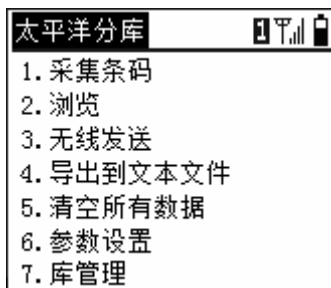 太平洋分库 1
1.采集条码
2.浏览
3.无线发送
4.导出到文本文件
5.清空所有数据
6.参数设置
7.库管理